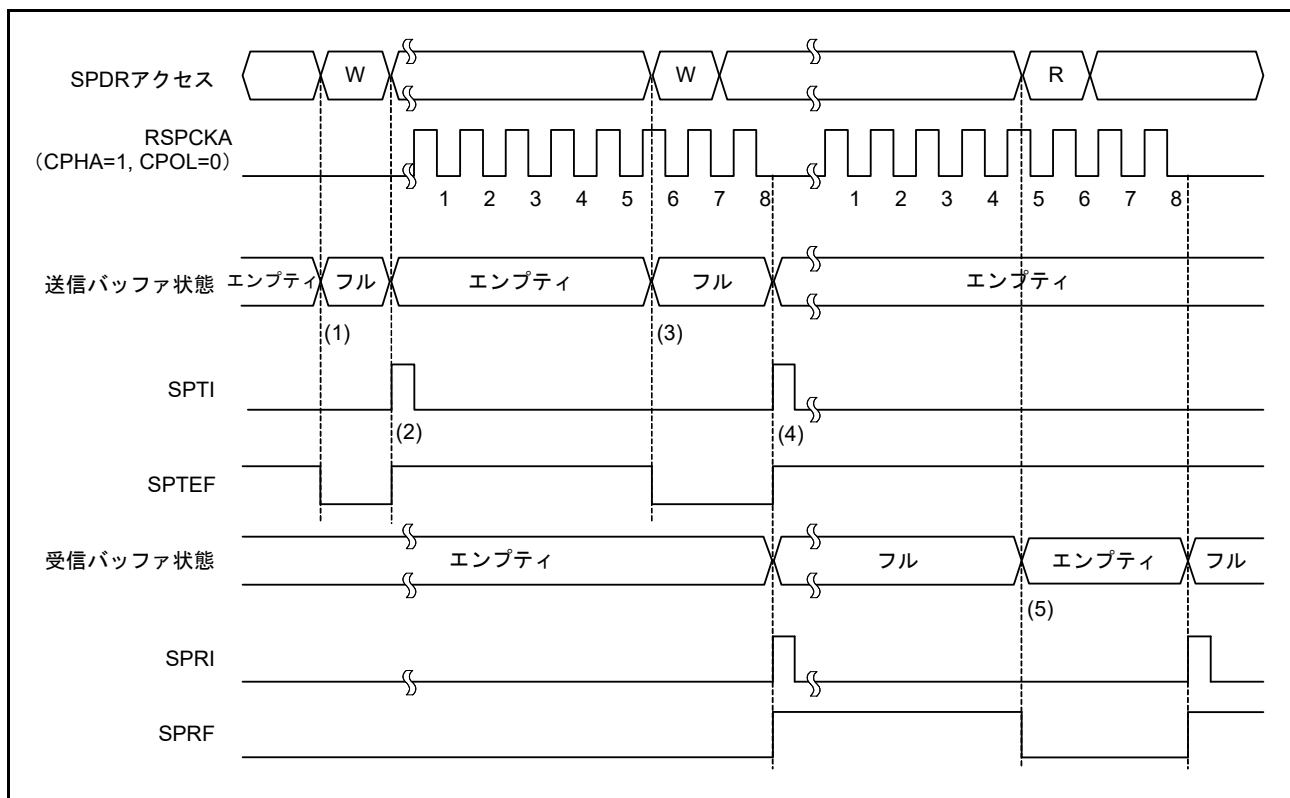 SPDRアクセス
W
W
R
RSPCKA
（CPHA=1, CPOL=0）
1 2 3 4 5 6 7 8
1 2 3 4 5 6 7 8
送信バッファ状態
エンプティ
フル
エンプティ
フル
エンプティ
(1)
(3)
SPTI
(2)
(4)
SPTEF
受信バッファ状態
エンプティ
フル
エンプティ
フル
(5)
SPRI
SPRF